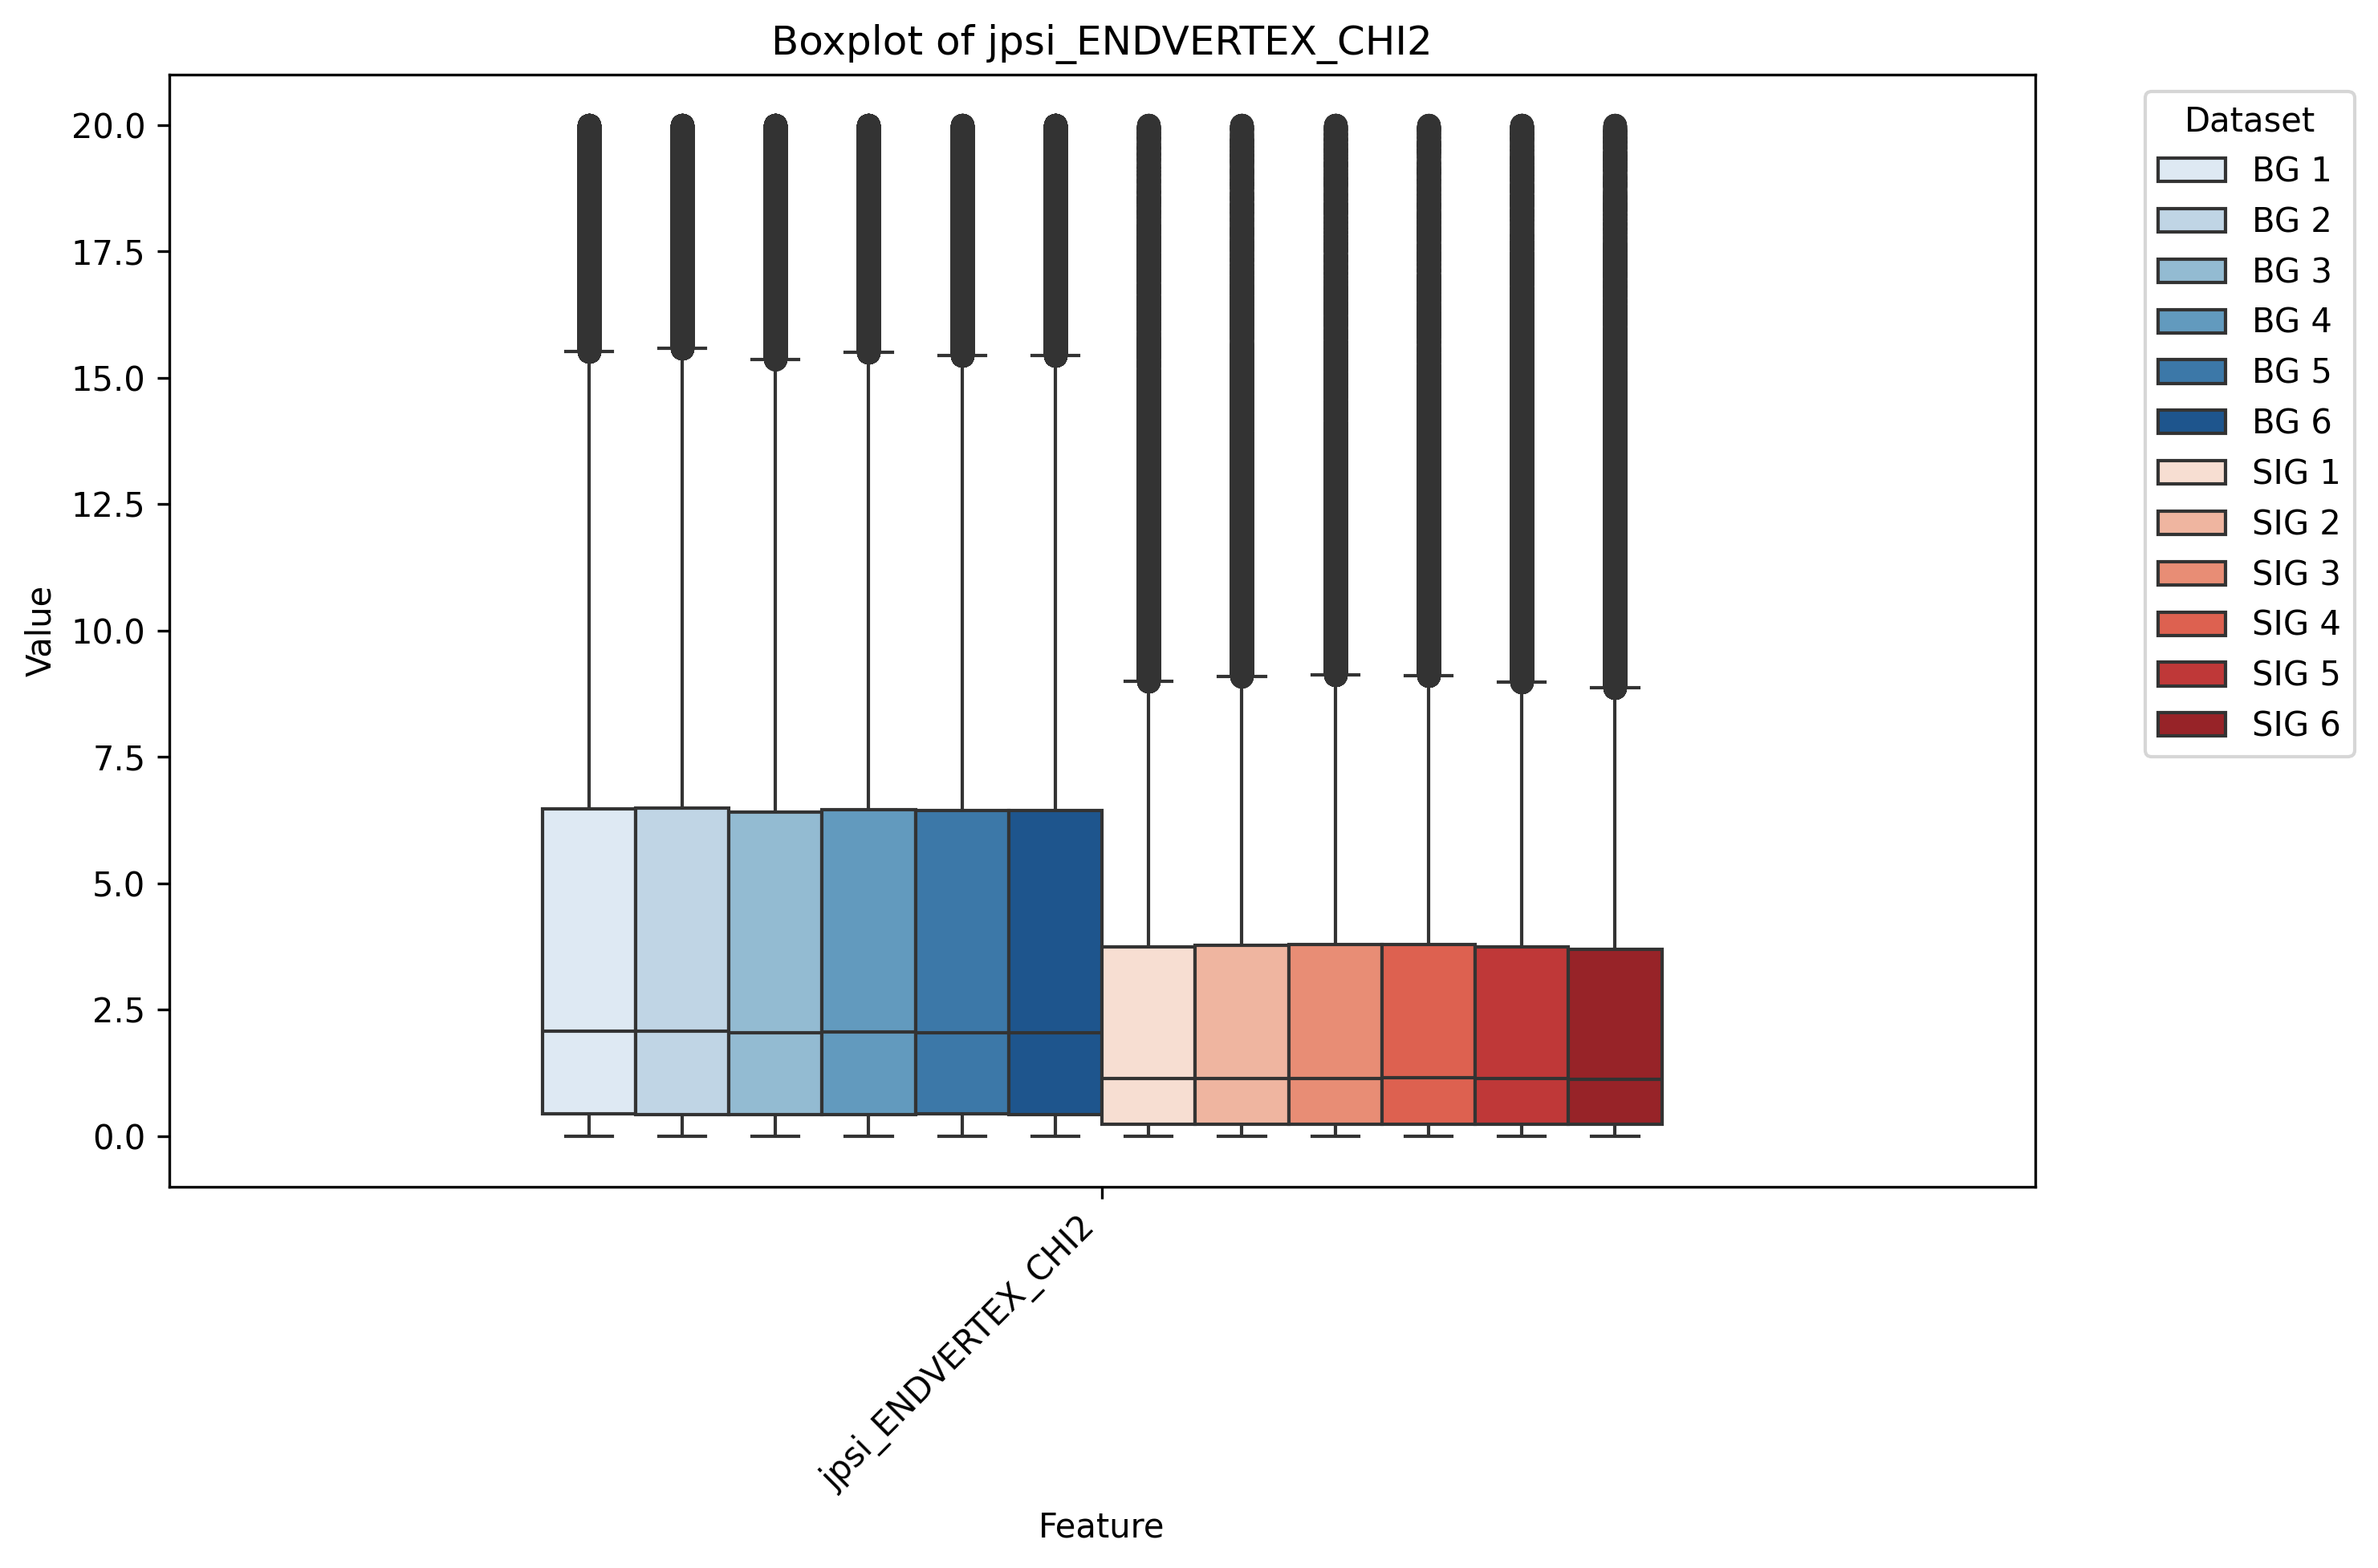 Boxplot of jpsi_ENDVERTEX_CHI2
Value
20.0
17.5
15.0
12.5
10.0
7.5
5.0
2.5
0.0
jpsi_ENDVERTEX_CHI2
Feature
Dataset
BG 1
BG 2
BG 3
BG 4
BG 5
BG 6
SIG 1
SIG 2
SIG 3
SIG 4
SIG 5
SIG 6